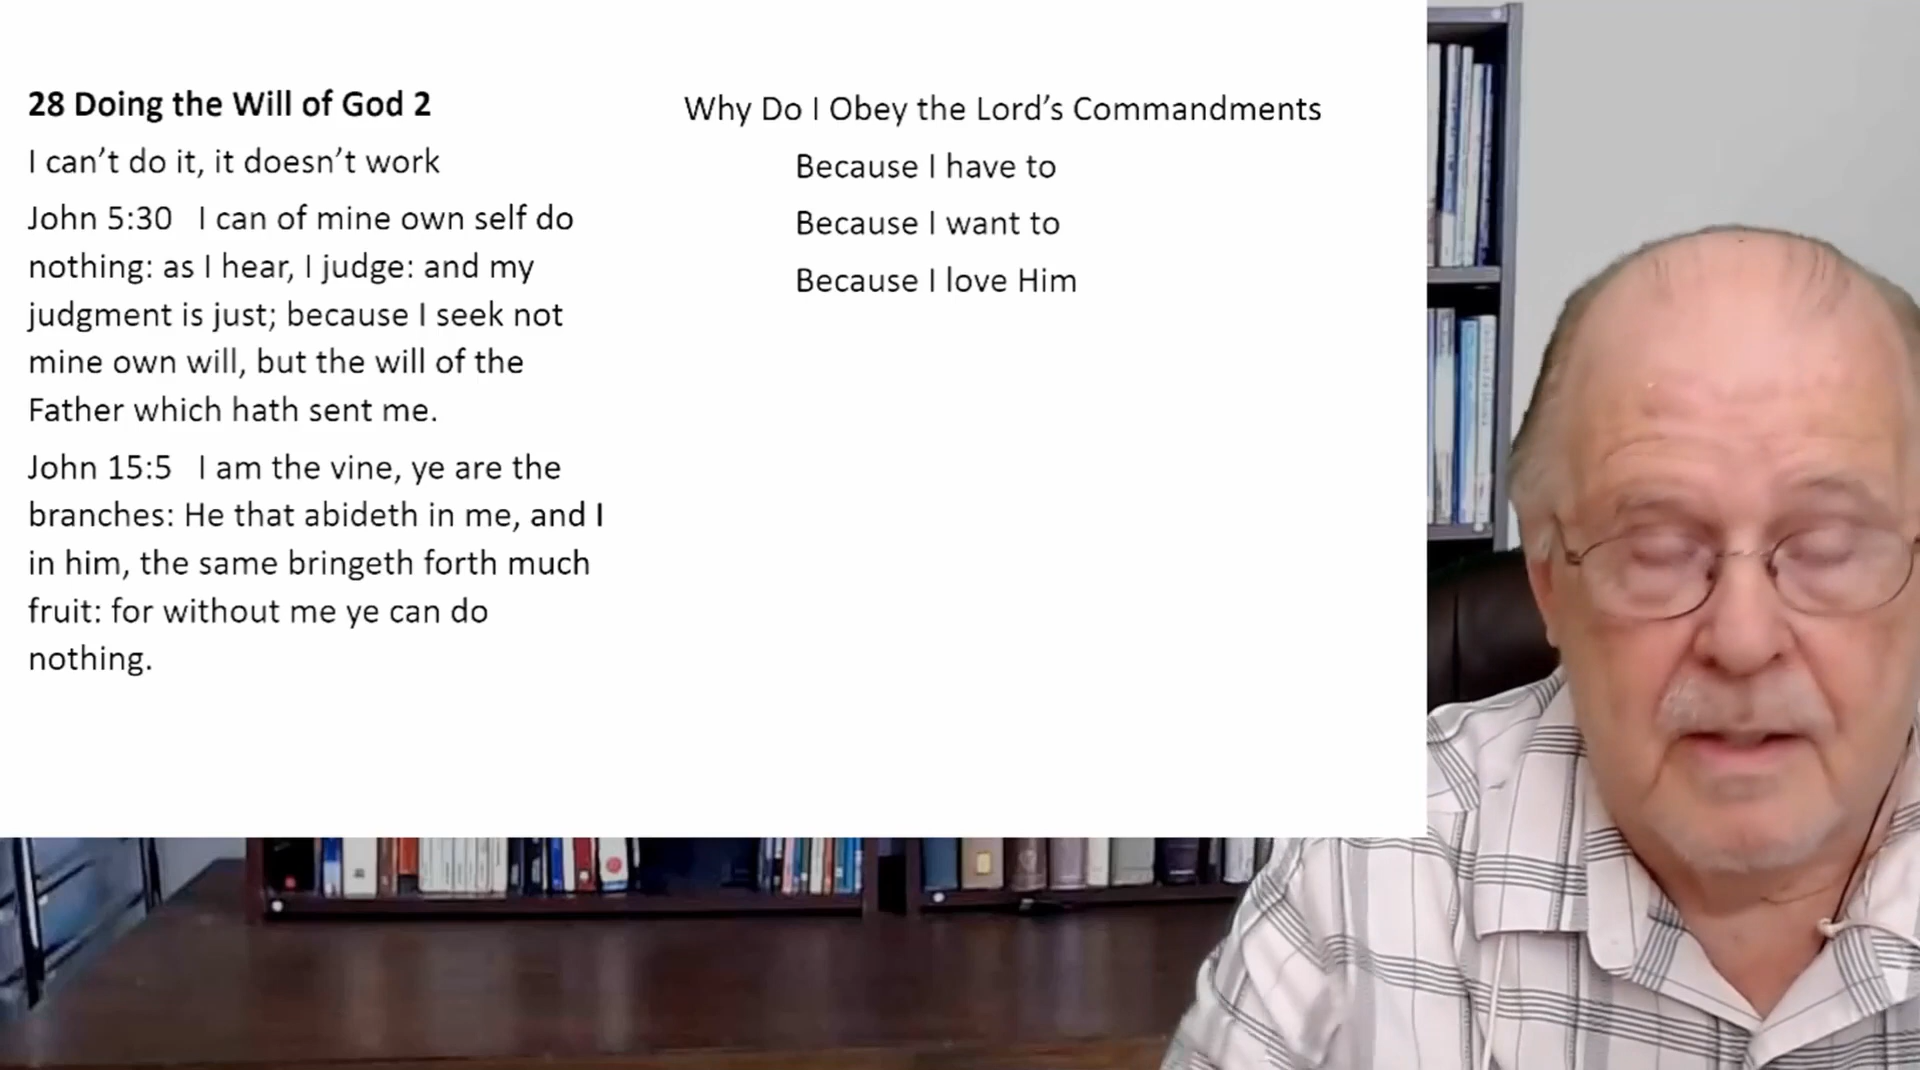 28 Doing the Will of God 2
I can’t do it, it doesn’t work
John 5:30   I can of mine own self do
nothing: as I hear, I judge: and my
judgment is just; because I seek not
mine own will, but the will of the
Father which hath sent me.
John 15:5   I am the vine, ye are the
branches: He that abideth in me, and I
in him, the same bringeth forth much
fruit: for without me ye can do
nothing.
Why Do I Obey the Lord’s Commandments
Because I have to
Because I want to
Because I love Him